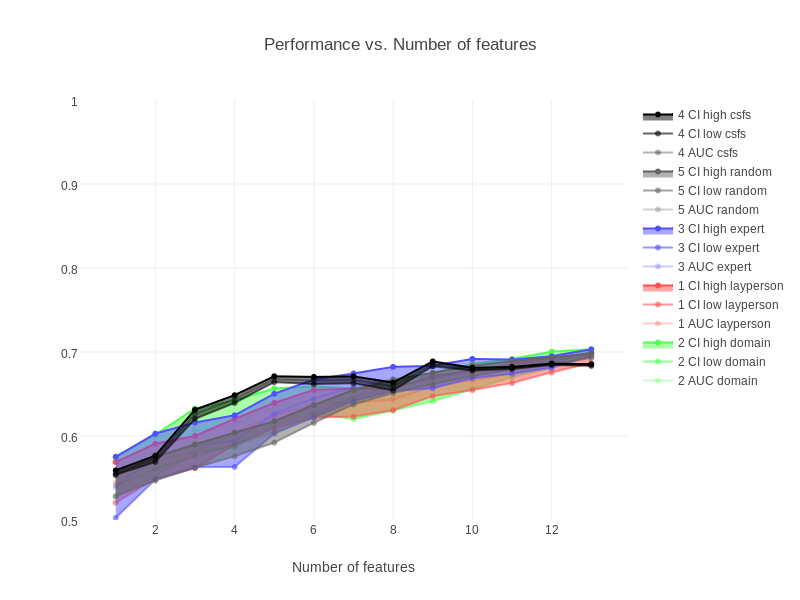 Performance vs. Number of features
1
0.9
0.8
0.7
0.6
0.5
2
4
6
8
10
12
Number of features
4 CI high csfs
4 CI low csfs
4 AUC csfs
5 CI high random
5 CI low random
5 AUC random
3 CI high expert
3 CI low expert
3 AUC expert
1 CI high layperson
1 CI low layperson
1 AUC layperson
2 CI high domain
2 CI low domain
2 AUC domain